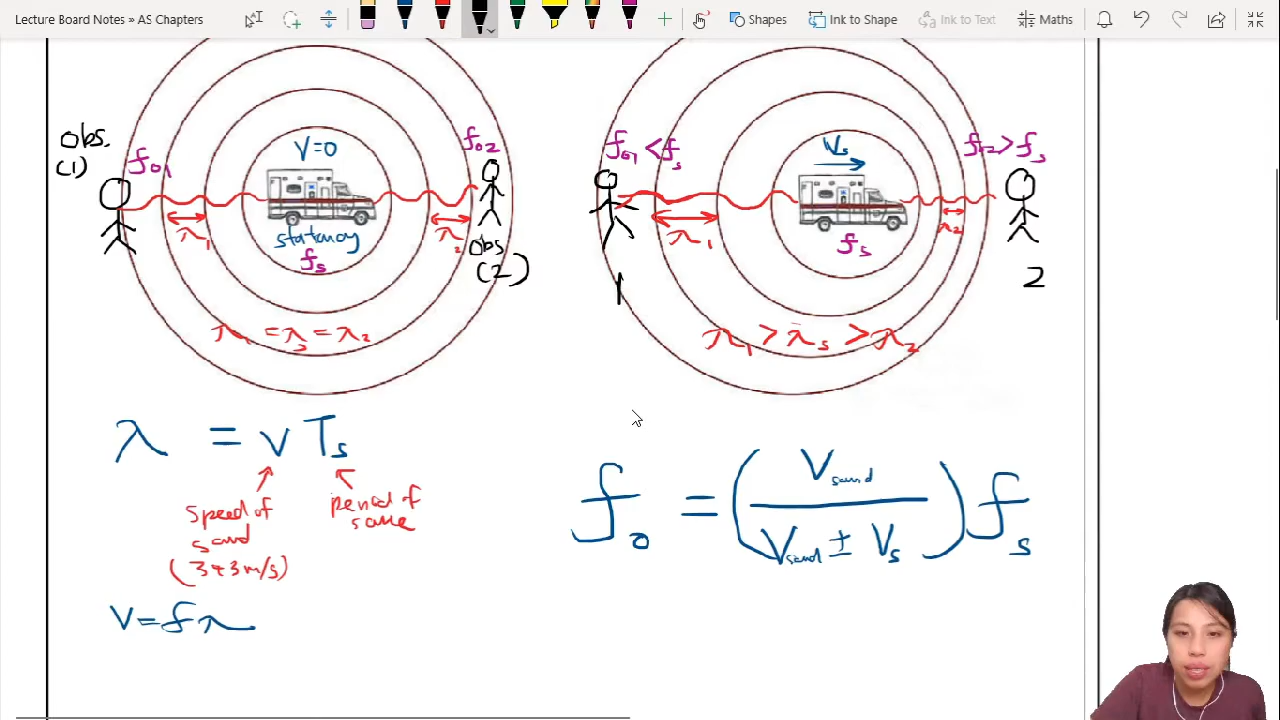 Lecture Board Notes » AS Chapters
Shapes
Ink to Shape
Ink to Text
Maths
Obs.
(1)
fo1
V=0
stationary
fs
fo2
obs
(2)
λ1
λ2
λ1 = λs = λ2
fo1 < fs
Vs
fs
fo2 > fs
λ1
λ2
1
2
λ1 > λs > λ2
λ = v Ts
speed of
sound
(343 m/s)
period of
source
v = fλ
fo = (Vsound / Vsound ± Vs) fs